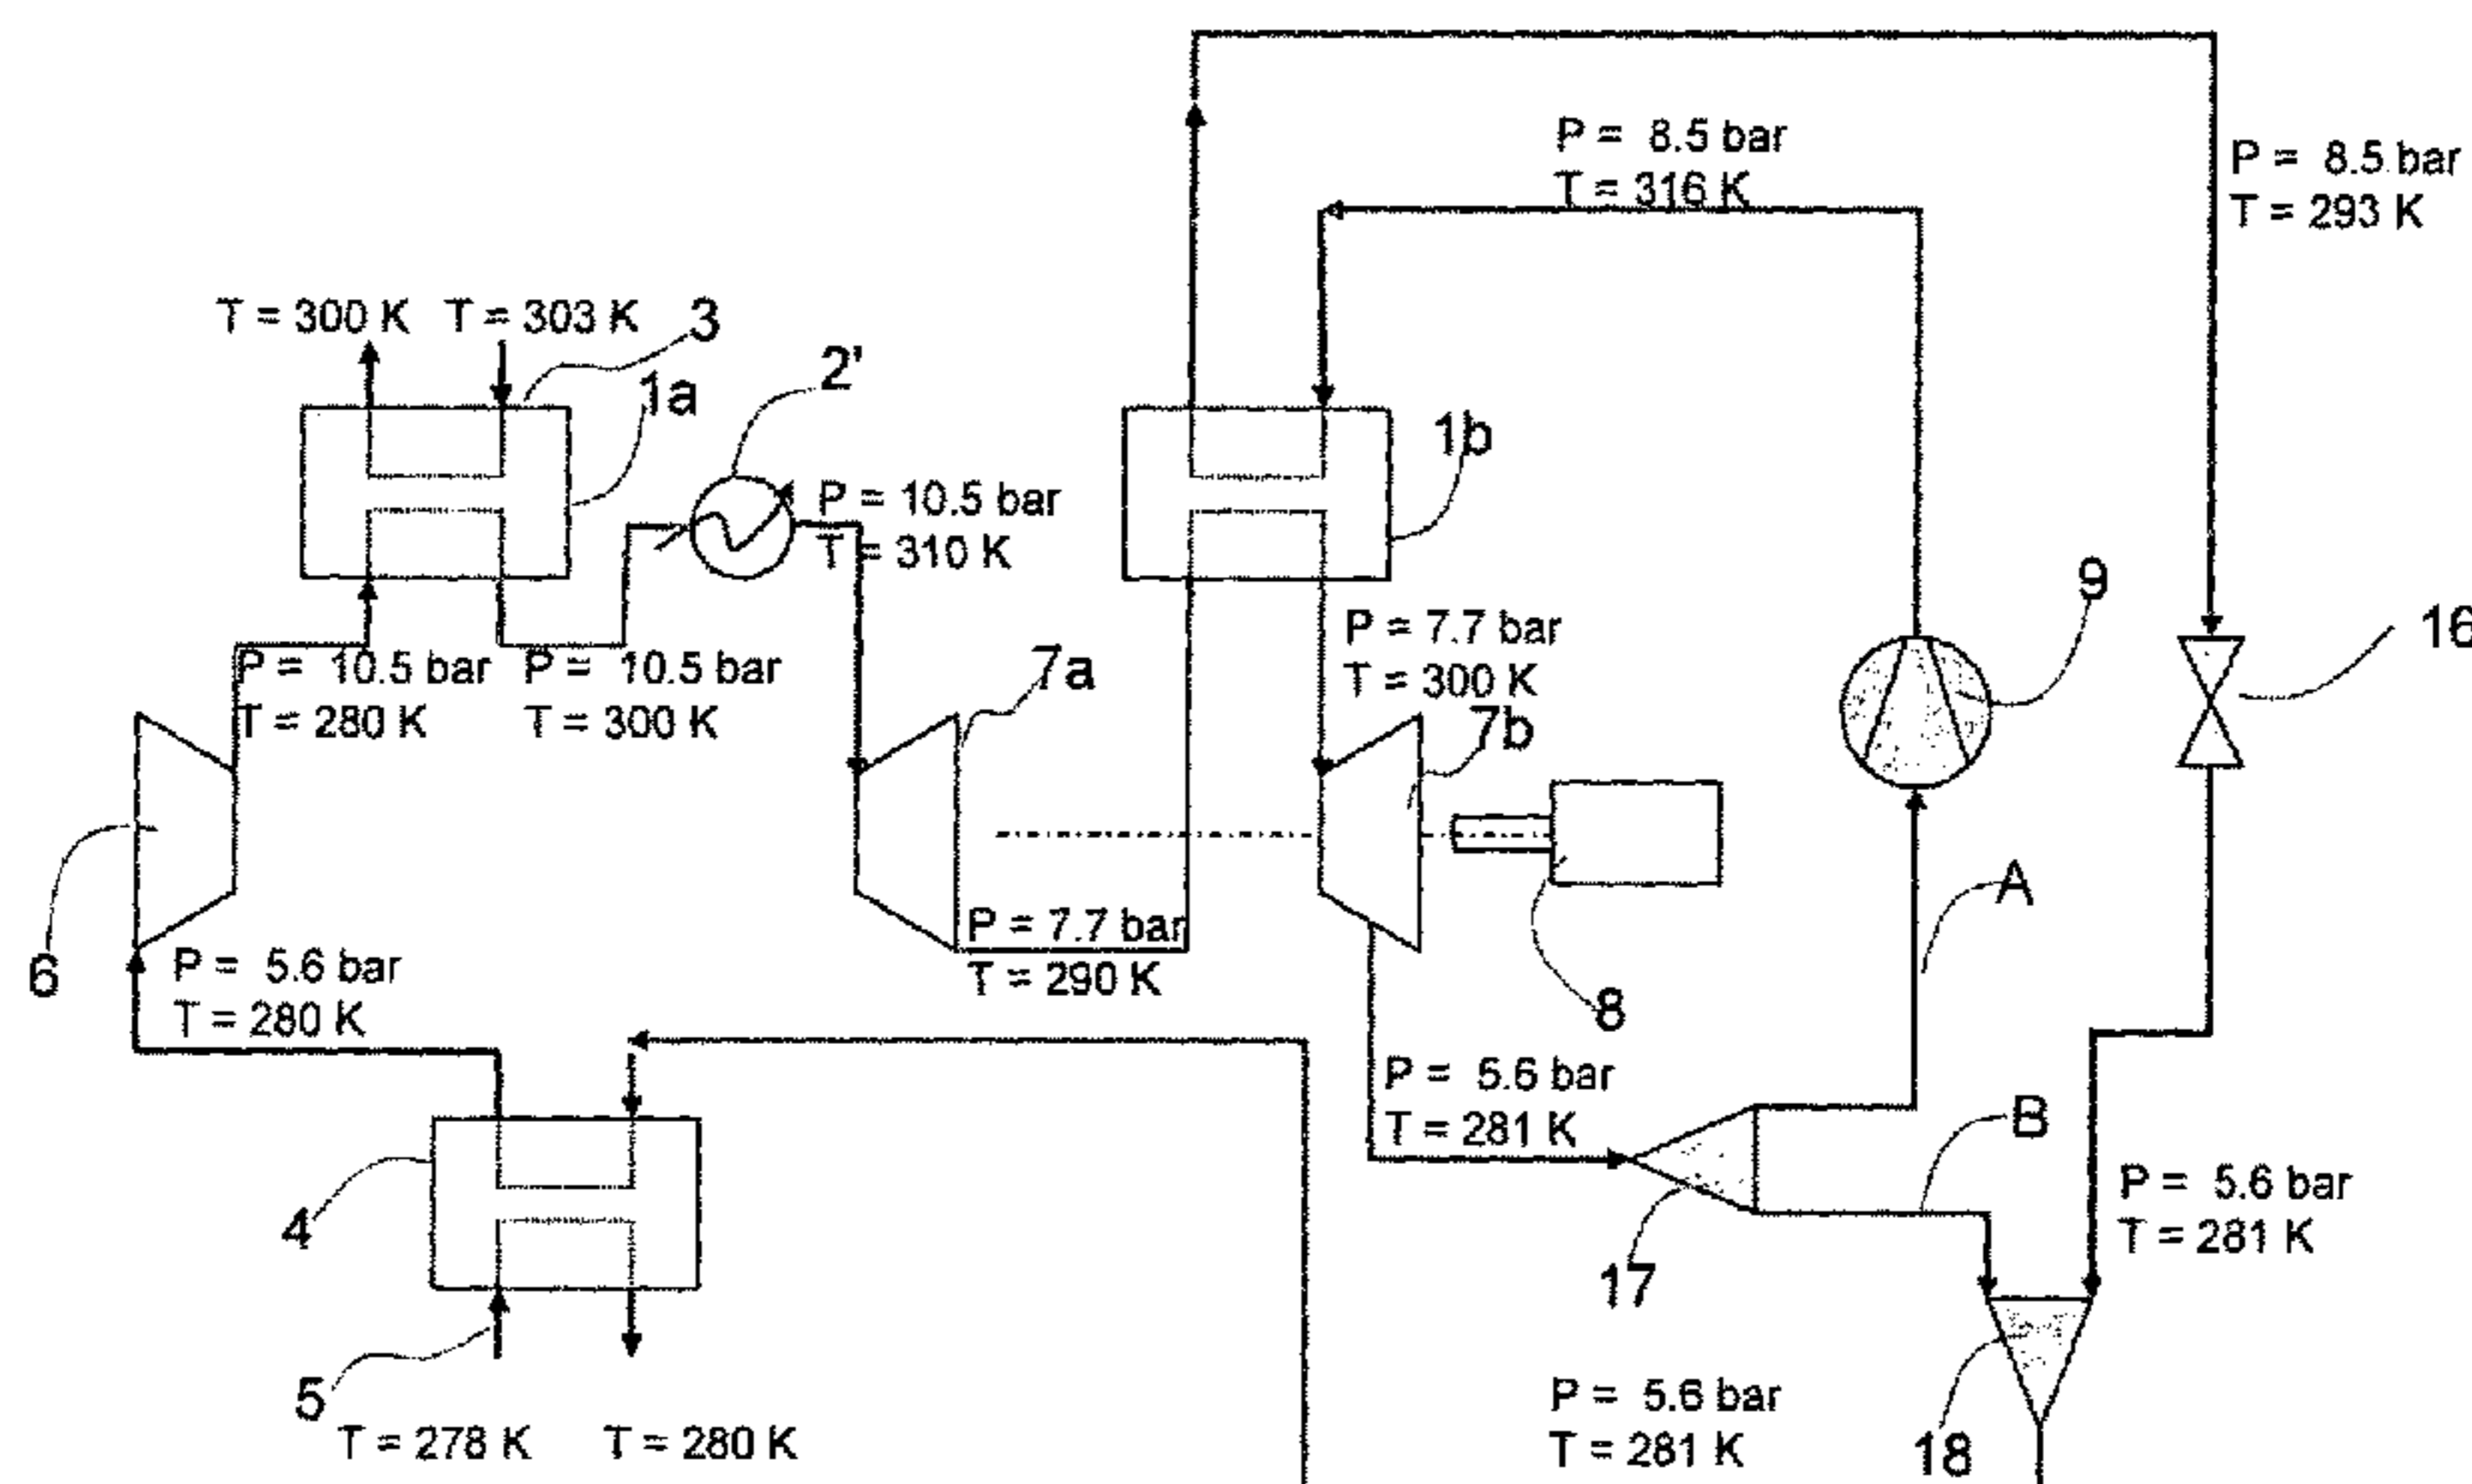 P = 8.5 bar
T = 316 K
P = 8.5 bar
T = 293 K
T = 300 K T = 303 K 3
2'
1a
1b
P = 10.5 bar
T = 310 K
9
16
P = 7.7 bar
T = 300 K
P = 10.5 bar P = 10.5 bar
T = 280 K T = 300 K
7a
7b
A
P = 7.7 bar
T = 290 K
6
P = 5.6 bar
T = 280 K
8
P = 5.6 bar
T = 281 K
B
4
P = 5.6 bar
T = 281 K
17
5
T = 278 K T = 280 K
P = 5.6 bar
T = 281 K
18